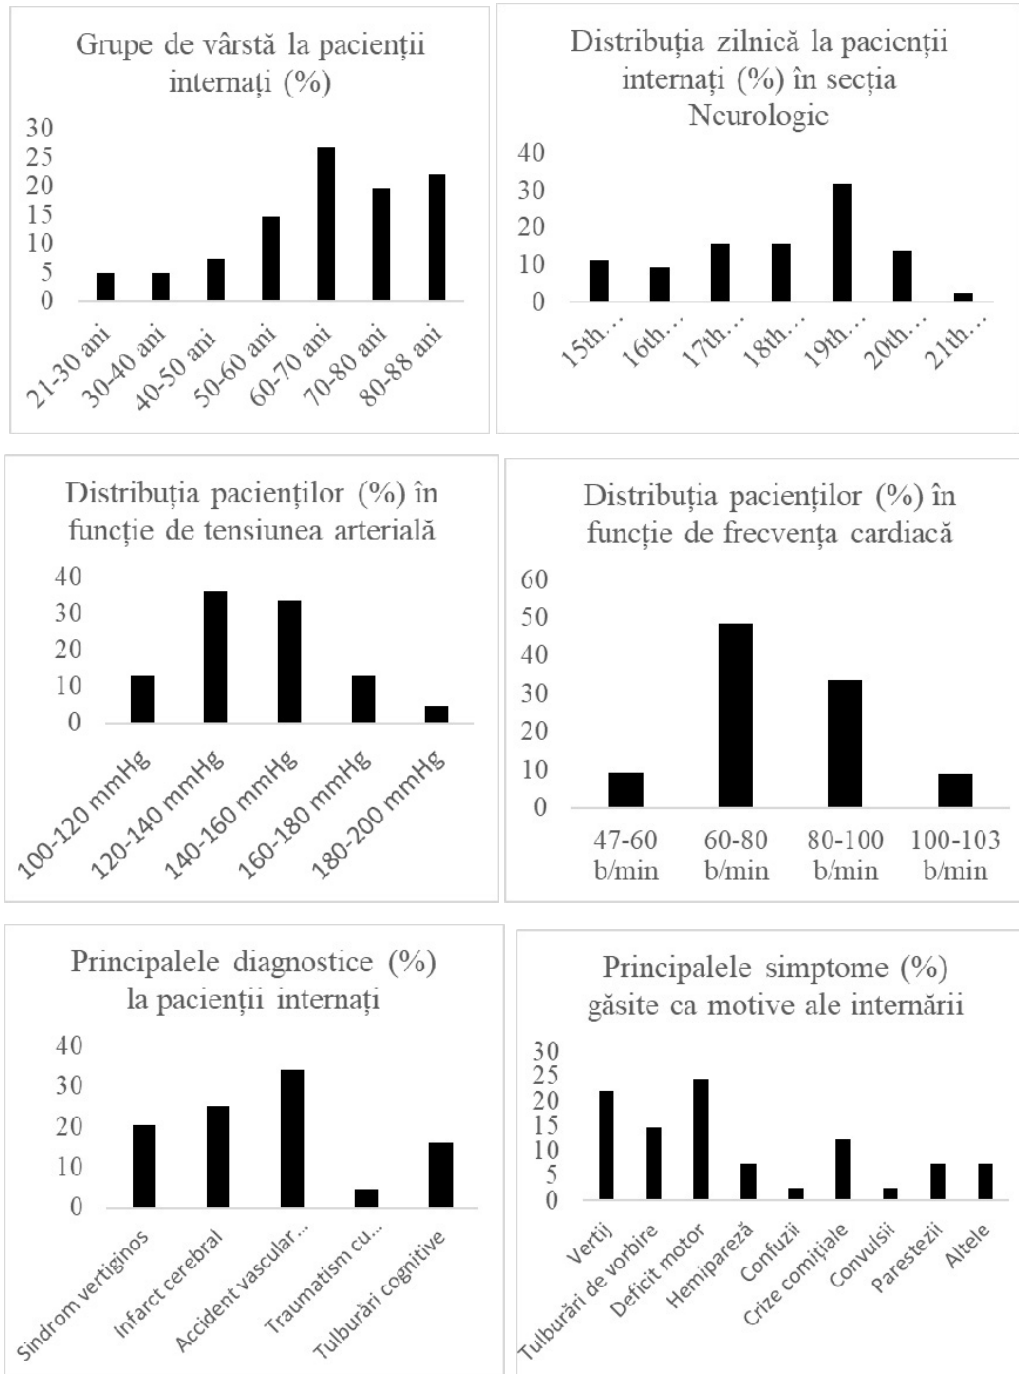 Grupe de vârstă la pacienții
internați (%)
30
25
20
15
10
5
0
21-30 ani
30-40 ani
40-50 ani
50-60 ani
60-70 ani
70-80 ani
80-88 ani
Distribuția zilnică la pacienții
internați (%) în secția
Neurologie
40
30
20
10
0
15th...
16th...
17th...
18th...
19th...
20th...
21th...
Distribuția pacienților (%) în
funcție de tensiunea arterială
40
30
20
10
0
100-120 mmHg
120-140 mmHg
140-160 mmHg
160-180 mmHg
180-200 mmHg
Distribuția pacienților (%) în
funcție de frecvența cardiacă
60
50
40
30
20
10
0
47-60
b/min
60-80
b/min
80-100
b/min
100-103
b/min
Principalele diagnostice (%)
la pacienții internați
40
30
20
10
0
Sindrom vertiginos
Infarct cerebral
Accident vascular...
Traumatism cu...
Tulburări cognitive
Principalele simptome (%)
găsite ca motive ale internării
30
25
20
15
10
5
0
Vertij
Tulburări de vorbire
Deficit motor
Hemipareză
Confuzii
Crize comițiale
Convulsii
Parestezii
Altele